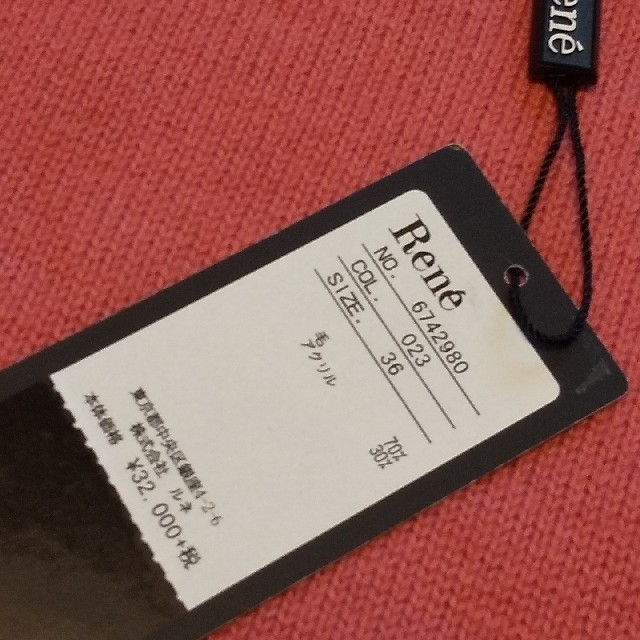 ené
René
NO. 6742980
COL. 023
SIZE. 36
毛 70%
アクリル 30%
東京都中央区銀座4-2-6
株式会社 ルネ
本体価格 ¥32,000+税